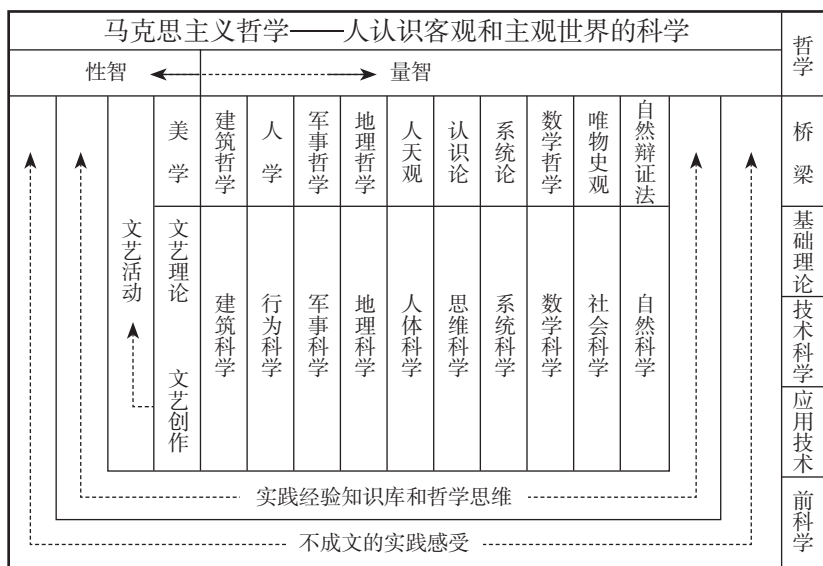 马克思主义哲学——人认识客观和主观世界的科学
哲学
性智
量智
美学
建筑哲学
人学
军事哲学
地理哲学
人天观
认识论
系统论
数学哲学
唯物史观
自然辩证法
桥梁
文艺活动
文艺理论
文艺创作
建筑科学
行为科学
军事科学
地理科学
人体科学
思维科学
系统科学
数学科学
社会科学
自然科学
基础理论
技术科学
应用技术
实践经验知识库和哲学思维
不成文的实践感受
前科学